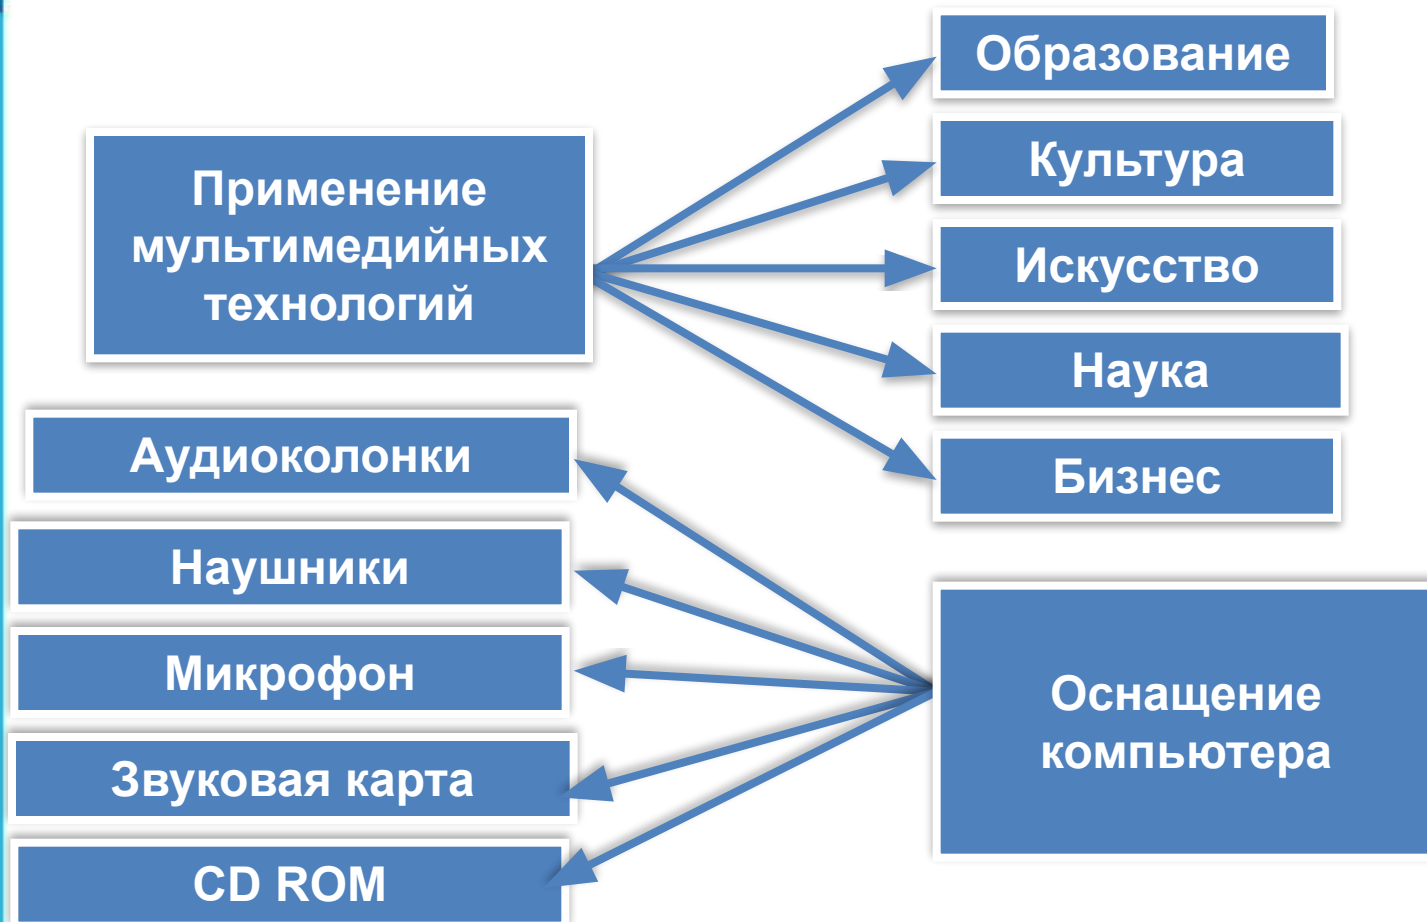 Применение
мультимедийных
технологий
Образование
Культура
Искусство
Наука
Бизнес
Аудиоколонки
Наушники
Микрофон
Звуковая карта
CD ROM
Оснащение
компьютера